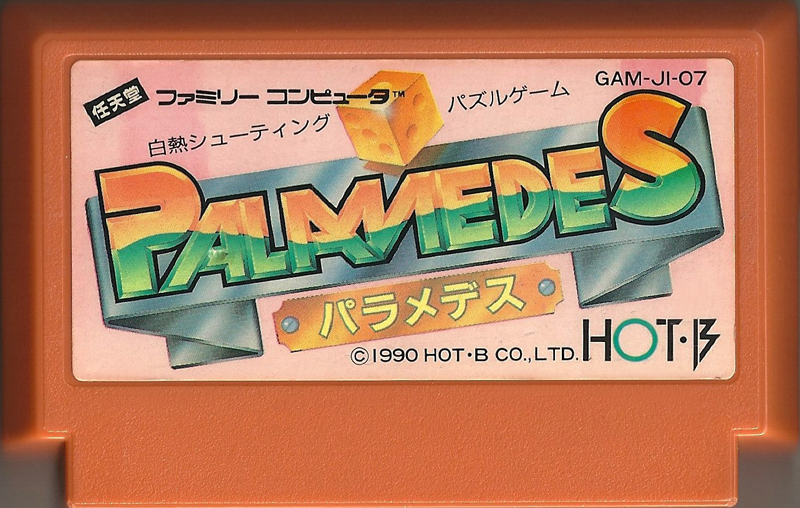 任天堂 ファミリー コンピュータ™
GAM-JI-07
白熱シューティング パズルゲーム
PALAMEDES
パラメデス
©1990 HOT・B CO.,LTD.
HOT・B